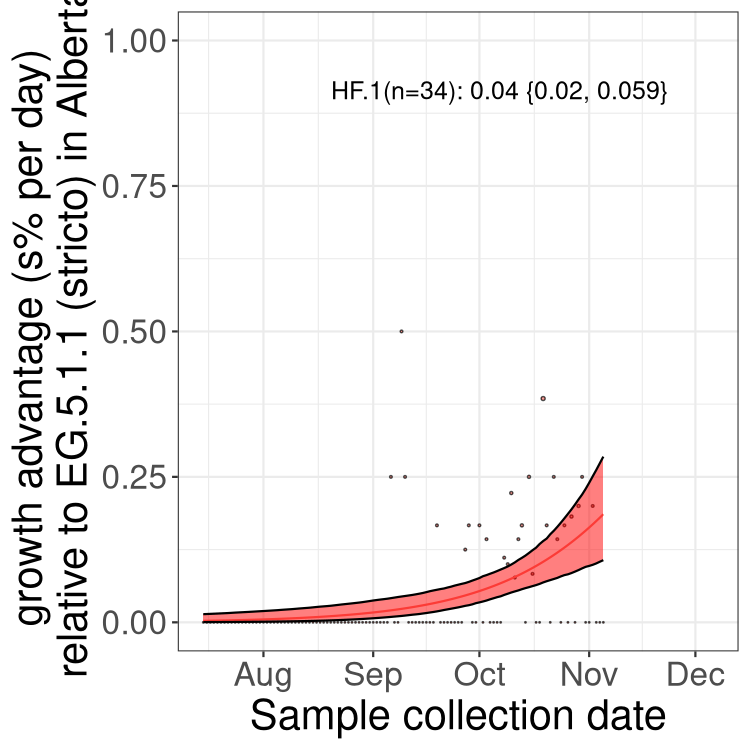 growth advantage (s% per day)
relative to EG.5.1.1 (stricto) in Alberta
1.00
HF.1(n=34): 0.04 {0.02, 0.059}
0.75
0.50
0.25
0.00
Aug Sep Oct Nov Dec
Sample collection date